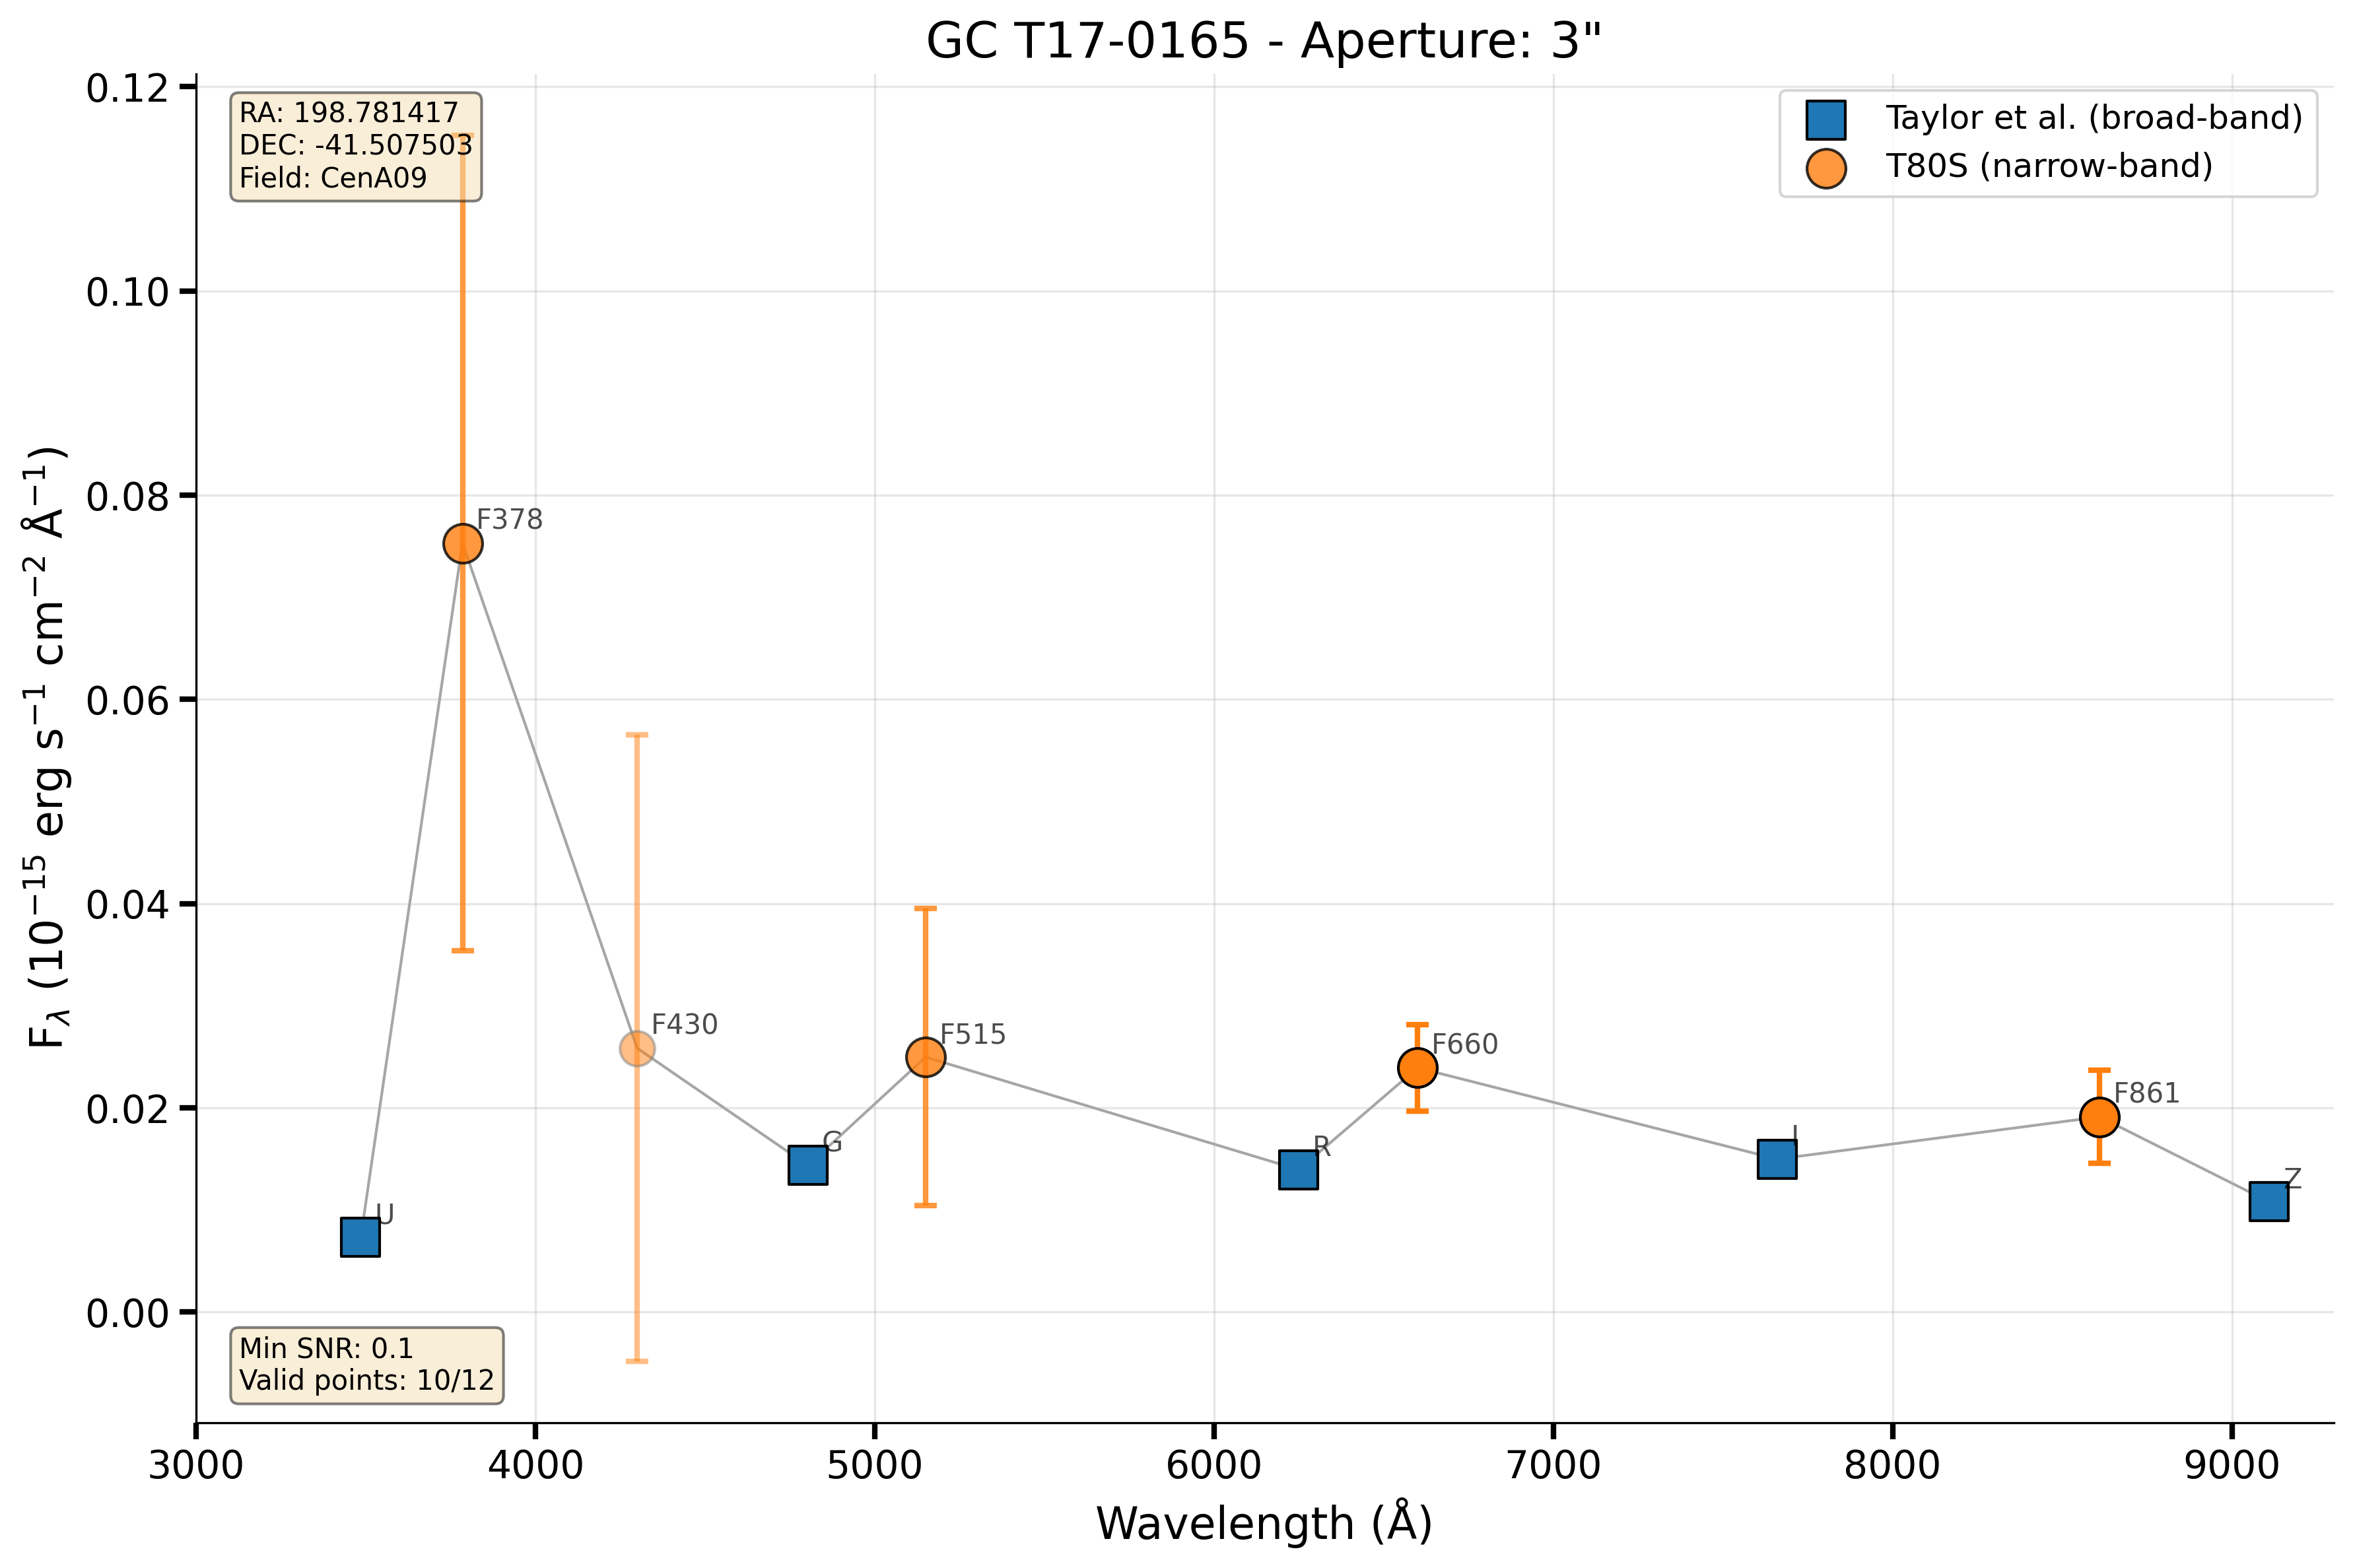 GC T17-0165 - Aperture: 3"
RA: 198.781417
DEC: -41.507503
Field: CenA09
Taylor et al. (broad-band)
T80S (narrow-band)
0.12
0.10
0.08
0.06
0.04
0.02
0.00
F$_λ$ (10$^{-15}$ erg s$^{-1}$ cm$^{-2}$ Å$^{-1}$)
F378
F430
F515
F660
F861
U
G
R
I
Z
Min SNR: 0.1
Valid points: 10/12
3000 4000 5000 6000 7000 8000 9000
Wavelength (Å)